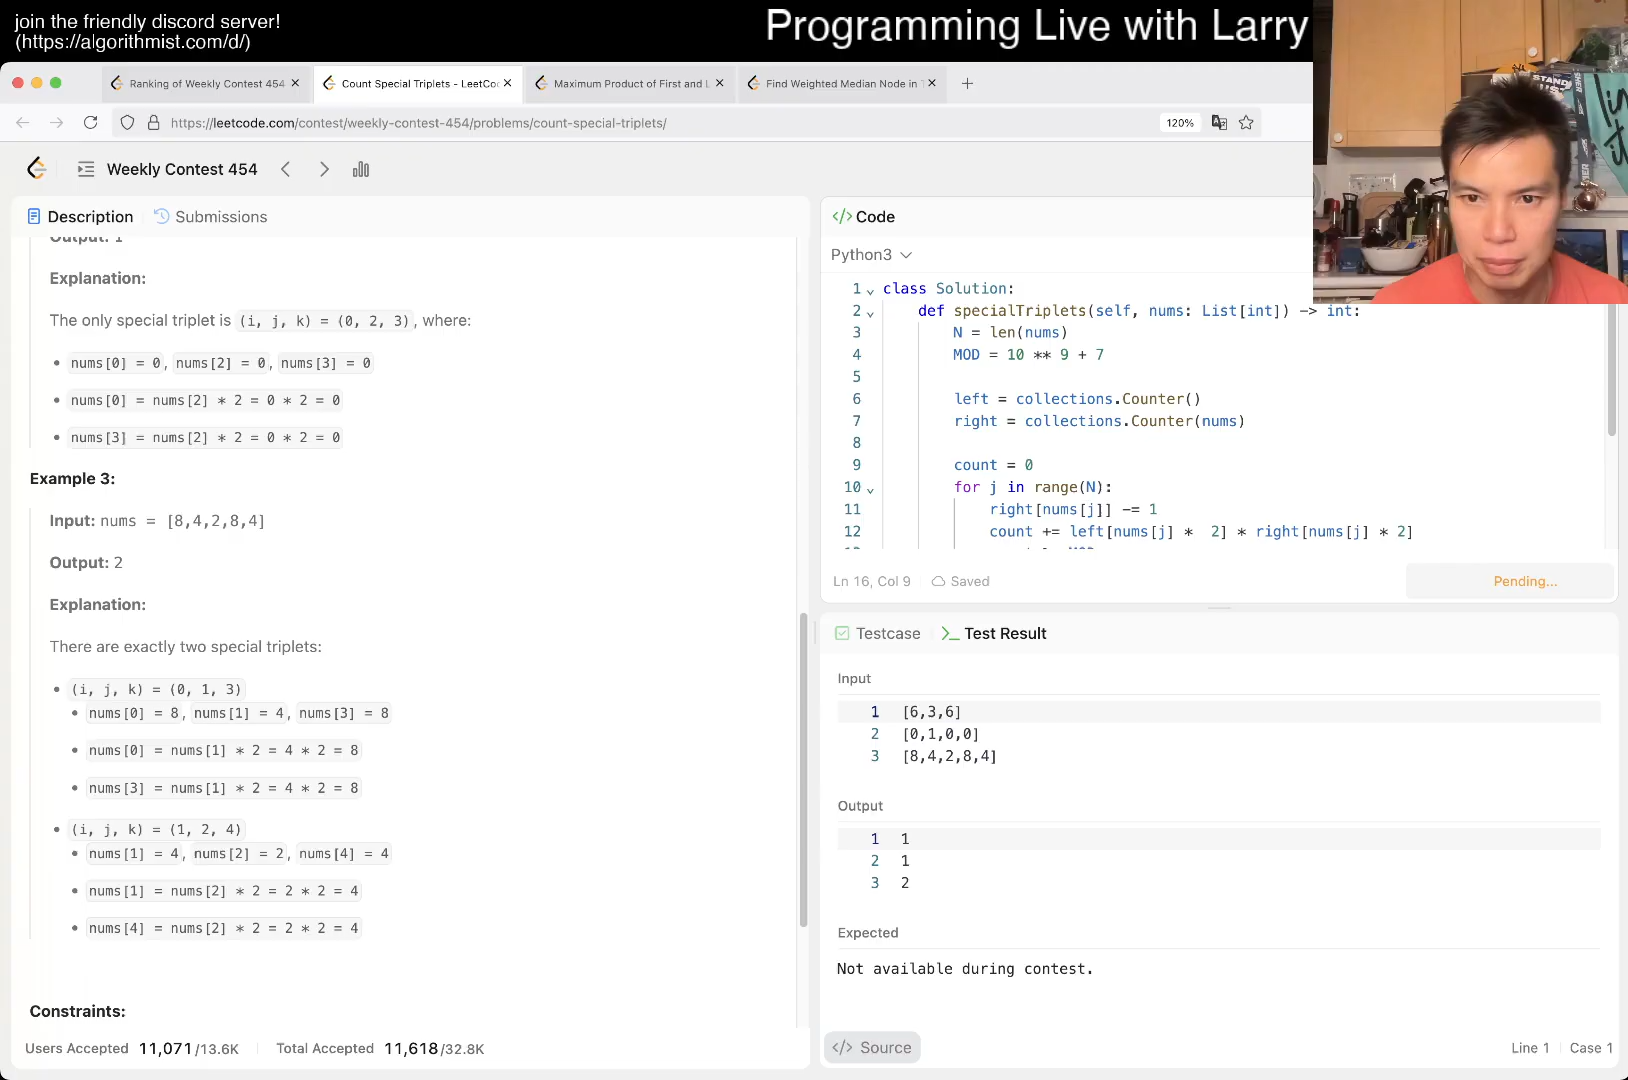 join the friendly discord server!
(https://algorithmist.com/d/)
Programming Live with Larry
Ranking of Weekly Contest 454
Count Special Triplets - LeetCo
Maximum Product of First and L
Find Weighted Median Node in T
https://leetcode.com/contest/weekly-contest-454/problems/count-special-triplets/
120%
Weekly Contest 454
Description
Submissions
Output: 1
Explanation:
The only special triplet is (i, j, k) = (0, 2, 3), where:
nums[0] = 0, nums[2] = 0, nums[3] = 0
nums[0] = nums[2] * 2 = 0 * 2 = 0
nums[3] = nums[2] * 2 = 0 * 2 = 0
Example 3:
Input: nums = [8,4,2,8,4]
Output: 2
Explanation:
There are exactly two special triplets:
(i, j, k) = (0, 1, 3)
nums[0] = 8, nums[1] = 4, nums[3] = 8
nums[0] = nums[1] * 2 = 4 * 2 = 8
nums[3] = nums[1] * 2 = 4 * 2 = 8
(i, j, k) = (1, 2, 4)
nums[1] = 4, nums[2] = 2, nums[4] = 4
nums[1] = nums[2] * 2 = 2 * 2 = 4
nums[4] = nums[2] * 2 = 2 * 2 = 4
Constraints:
Users Accepted 11,071/13.6K
Total Accepted 11,618/32.8K
</> Code
Python3
1 class Solution:
2 def specialTriplets(self, nums: List[int]) -> int:
3 N = len(nums)
4 MOD = 10 ** 9 + 7
5
6 left = collections.Counter()
7 right = collections.Counter(nums)
8
9 count = 0
10 for j in range(N):
11 right[nums[j]] -= 1
12 count += left[nums[j] * 2] * right[nums[j] * 2]
Ln 16, Col 9
Saved
Pending...
Testcase
>_ Test Result
Input
1 [6,3,6]
2 [0,1,0,0]
3 [8,4,2,8,4]
Output
1 1
2 1
3 2
Expected
Not available during contest.
</> Source
Line 1
Case 1